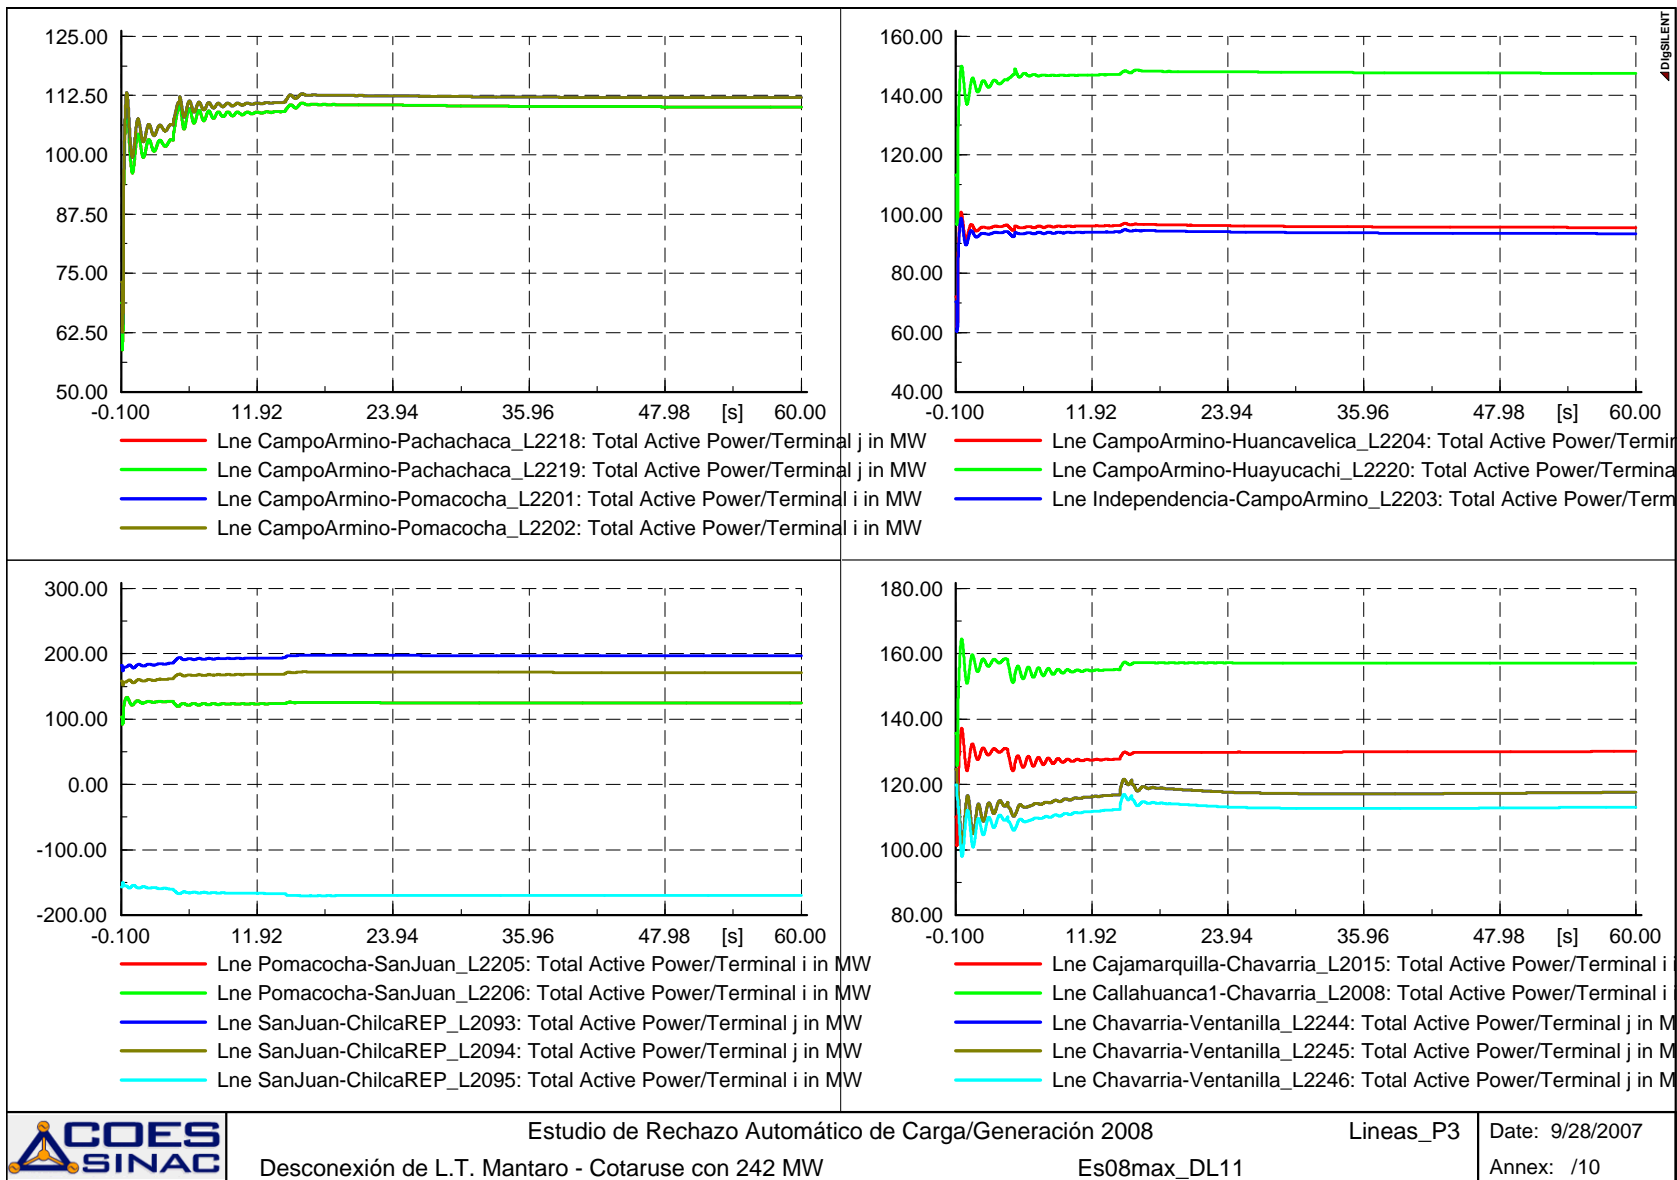 DIgSILENT
125.00
112.50
100.00
87.50
75.00
62.50
50.00
-0.100 11.92 23.94 35.96 47.98 [s] 60.00
Lne CampoArmino-Pachachaca_L2218: Total Active Power/Terminal j in MW
Lne CampoArmino-Pachachaca_L2219: Total Active Power/Terminal j in MW
Lne CampoArmino-Pomacocha_L2201: Total Active Power/Terminal i in MW
Lne CampoArmino-Pomacocha_L2202: Total Active Power/Terminal i in MW
160.00
140.00
120.00
100.00
80.00
60.00
40.00
-0.100 11.92 23.94 35.96 47.98 [s] 60.00
Lne CampoArmino-Huancavelica_L2204: Total Active Power/Termin
Lne CampoArmino-Huayucachi_L2220: Total Active Power/Termina
Lne Independencia-CampoArmino_L2203: Total Active Power/Term
300.00
200.00
100.00
0.00
-100.00
-200.00
-0.100 11.92 23.94 35.96 47.98 [s] 60.00
Lne Pomacocha-SanJuan_L2205: Total Active Power/Terminal i in MW
Lne Pomacocha-SanJuan_L2206: Total Active Power/Terminal i in MW
Lne SanJuan-ChilcaREP_L2093: Total Active Power/Terminal j in MW
Lne SanJuan-ChilcaREP_L2094: Total Active Power/Terminal j in MW
Lne SanJuan-ChilcaREP_L2095: Total Active Power/Terminal i in MW
180.00
160.00
140.00
120.00
100.00
80.00
-0.100 11.92 23.94 35.96 47.98 [s] 60.00
Lne Cajamarquilla-Chavarria_L2015: Total Active Power/Terminal i i
Lne Callahuanca1-Chavarria_L2008: Total Active Power/Terminal i i
Lne Chavarria-Ventanilla_L2244: Total Active Power/Terminal j in M
Lne Chavarria-Ventanilla_L2245: Total Active Power/Terminal j in M
Lne Chavarria-Ventanilla_L2246: Total Active Power/Terminal j in M
COES
SINAC
Estudio de Rechazo Automático de Carga/Generación 2008 Lineas_P3
Desconexión de L.T. Mantaro - Cotaruse con 242 MW Es08max_DL11
Date: 9/28/2007
Annex: /10